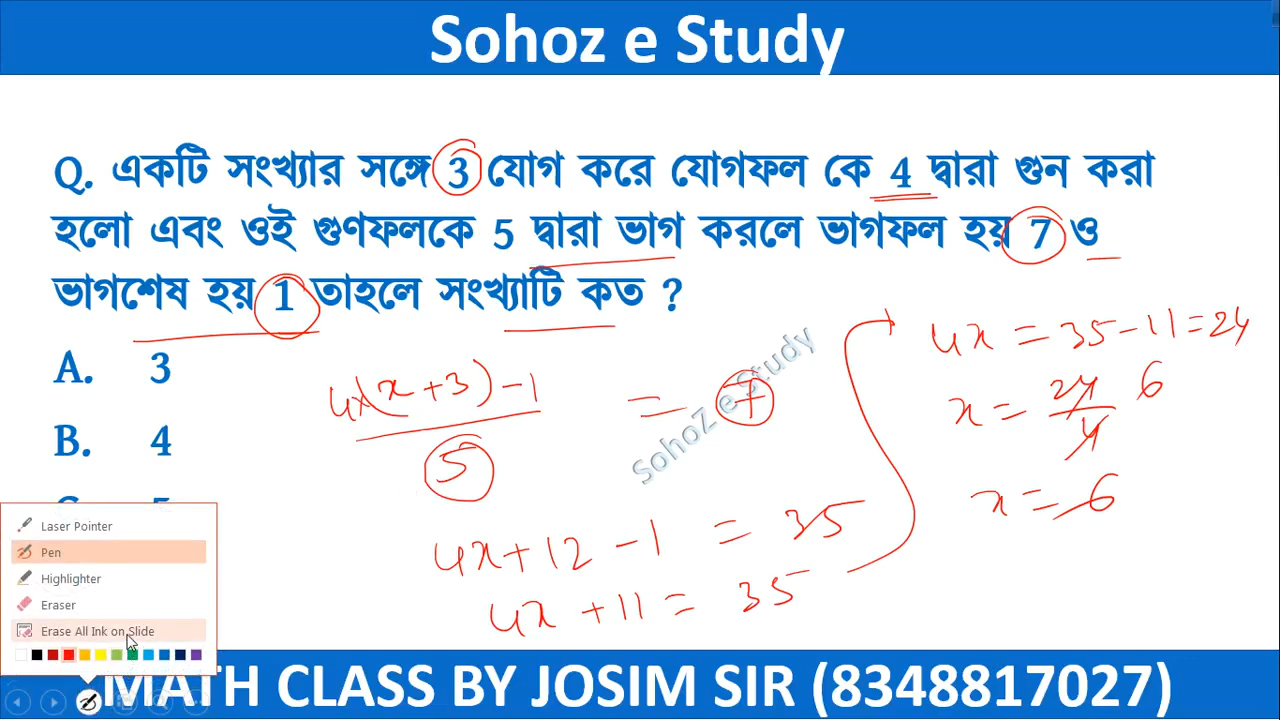 Sohoz e Study
Q. একটি সংখ্যার সঙ্গে 3 যোগ করে যোগফল কে 4 দ্বারা গুন করা
হলো এবং ওই গুণফলকে 5 দ্বারা ভাগ করলে ভাগফল হয় 7 ও
ভাগশেষ হয় 1 তাহলে সংখ্যাটি কত ?
A. 3
B. 4
4x(x+3)-1
5
= 7
4x+12-1 = 35
4x+11 = 35
4x = 35-11=24
x = 24/4 6
x = 6
SohoZ e Study
Laser Pointer
Pen
Highlighter
Eraser
Erase All Ink on Slide
MATH CLASS BY JOSIM SIR (8348817027)